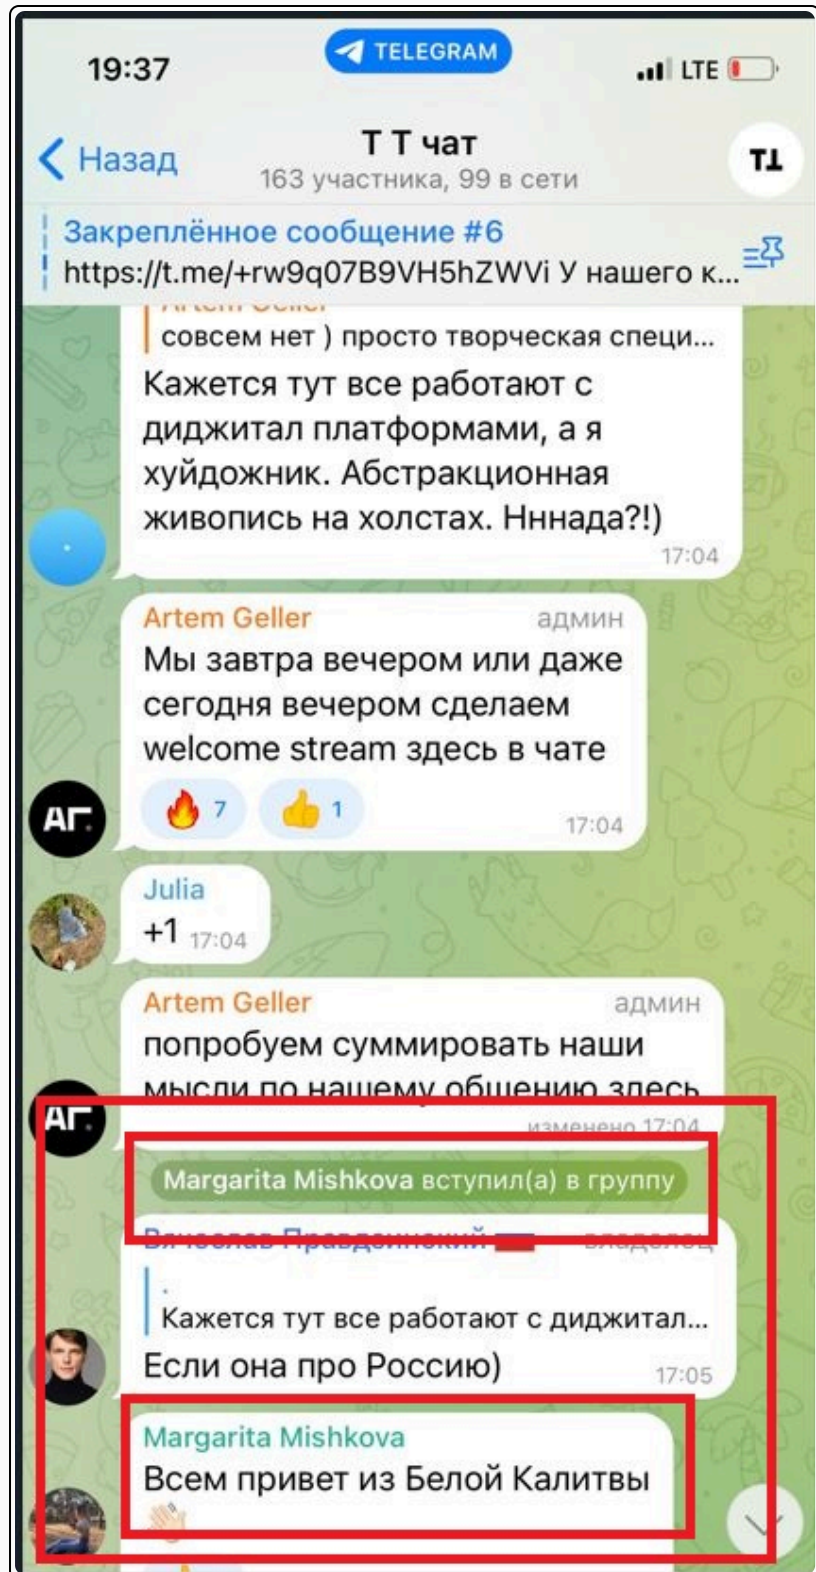 19:37
TELEGRAM
LTE
Назад
Т Т чат
163 участника, 99 в сети
Закреплённое сообщение #6
https://t.me/+rw9q07B9VH5hZWVi У нашего к...
Artem Geller
совсем нет ) просто творческая специ...
Кажется тут все работают с
диджитал платформами, а я
хуйдожник. Абстракционная
живопись на холстах. Нннада?!)
17:04
Artem Geller админ
Мы завтра вечером или даже
сегодня вечером сделаем
welcome stream здесь в чате
7 1 17:04
АГ.
Julia
+1 17:04
Artem Geller админ
попробуем суммировать наши
мысли по нашему общению здесь
изменено 17:04
АГ.
Margarita Mishkova вступил(а) в группу
Вячеслав владелец
.
Кажется тут все работают с диджитал...
Если она про Россию)
17:05
Margarita Mishkova
Всем привет из Белой Калитвы